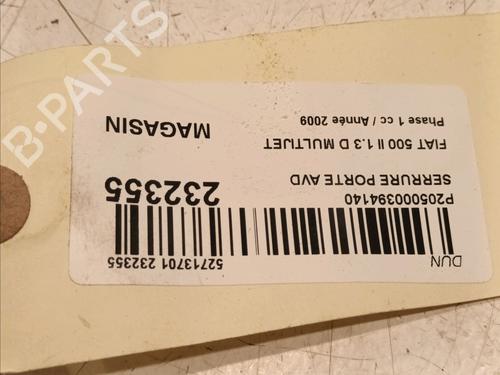 DUN
52713701 232355
P205000394140
SERRURE PORTE AVD
232355
FIAT 500 II 1.3 D MULTIJET
Phase 1 cc / Année 2009
MAGASIN
B-PARTS